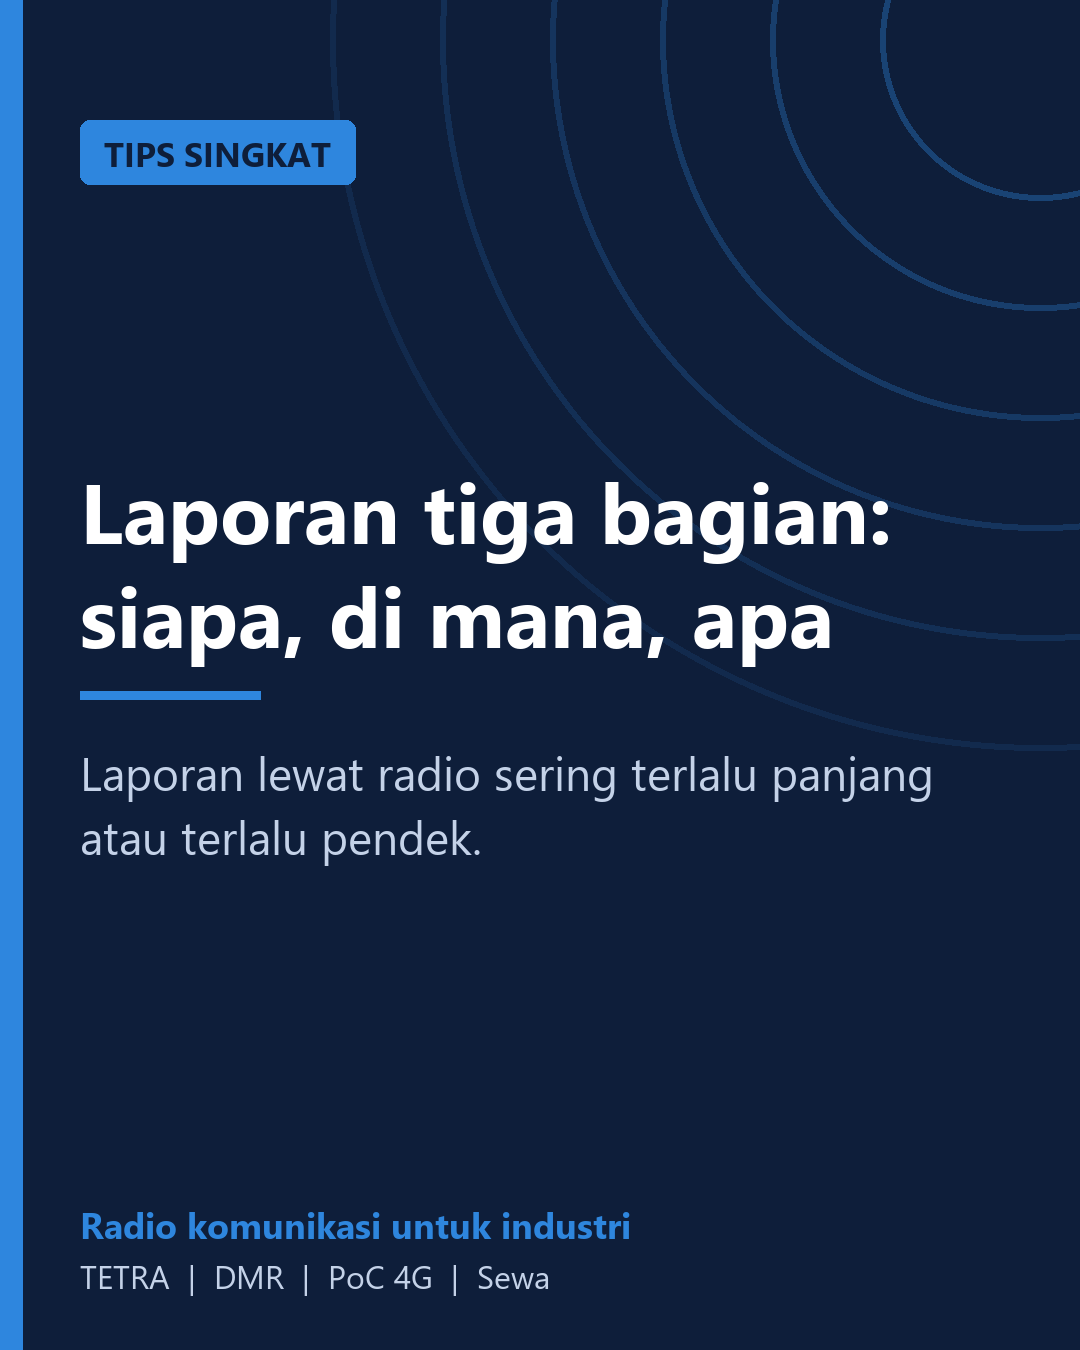 TIPS SINGKAT
Laporan tiga bagian:
siapa, di mana, apa
Laporan lewat radio sering terlalu panjang
atau terlalu pendek.
Radio komunikasi untuk industri
TETRA | DMR | PoC 4G | Sewa